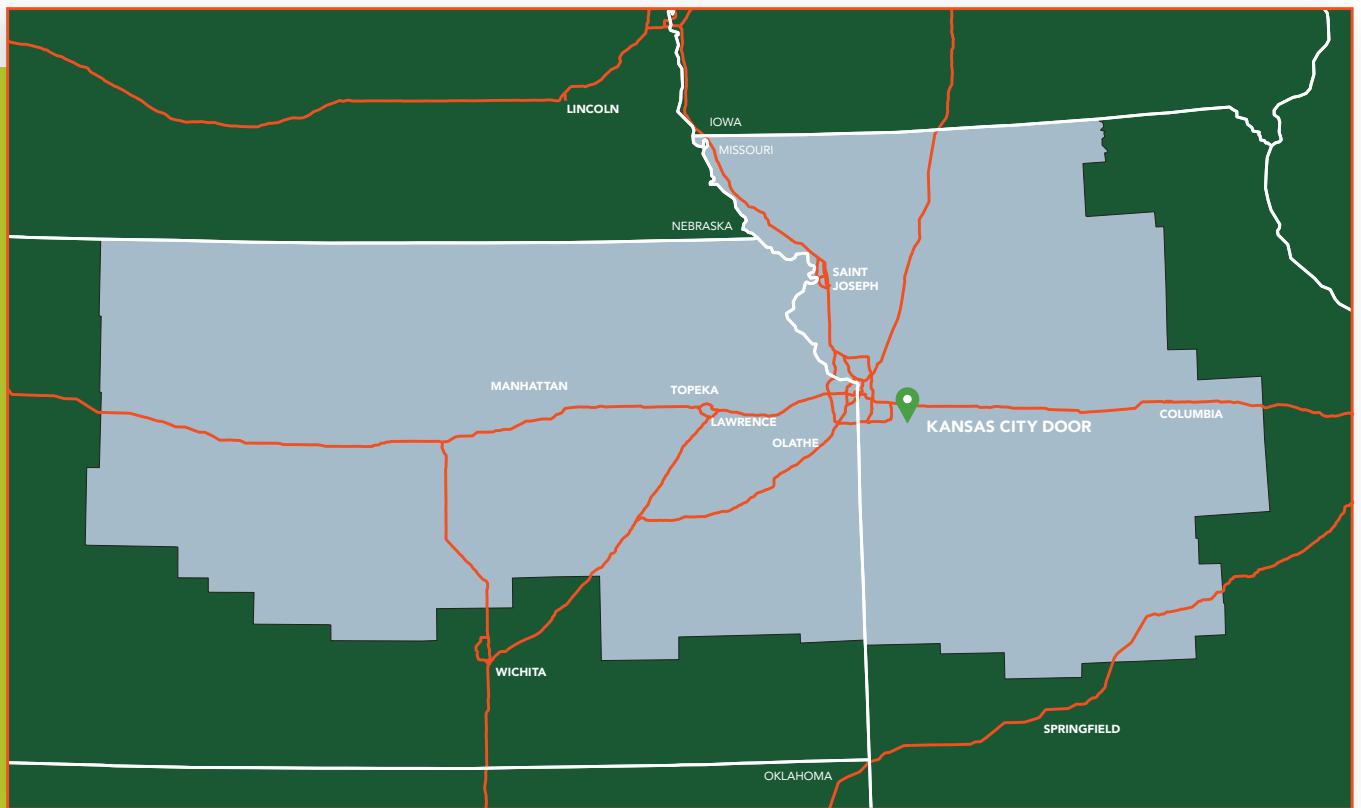 LINCOLN
IOWA
MISSOURI
NEBRASKA
SAINT
JOSEPH
MANHATTAN
TOPEKA
LAWRENCE
OLATHE
KANSAS CITY DOOR
COLUMBIA
WICHITA
SPRINGFIELD
OKLAHOMA